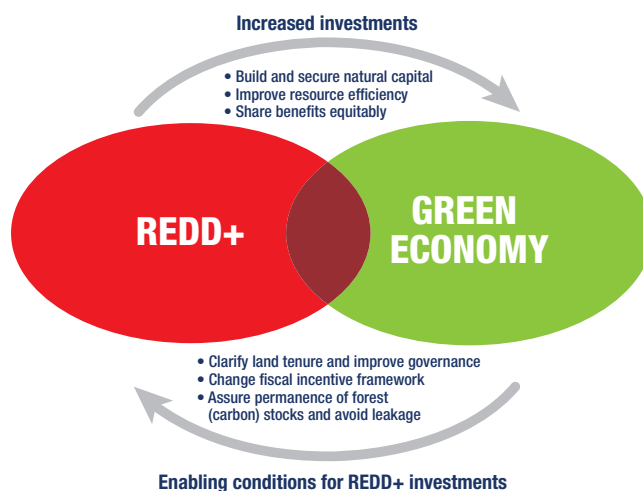 Increased investments
• Build and secure natural capital
• Improve resource efficiency
• Share benefits equitably
REDD+
GREEN
ECONOMY
• Clarify land tenure and improve governance
• Change fiscal incentive framework
• Assure permanence of forest
(carbon) stocks and avoid leakage
Enabling conditions for REDD+ investments